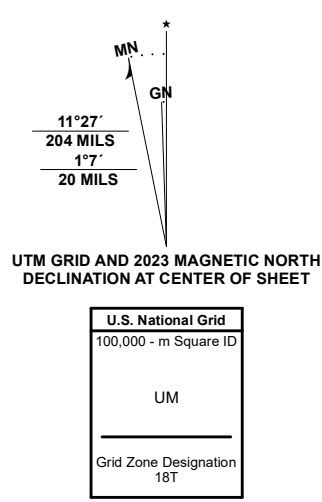 ★
MN
GN
11°27´
204 MILS
1°7´
20 MILS
UTM GRID AND 2023 MAGNETIC NORTH
DECLINATION AT CENTER OF SHEET
U.S. National Grid
100,000 - m Square ID
UM
Grid Zone Designation
18T